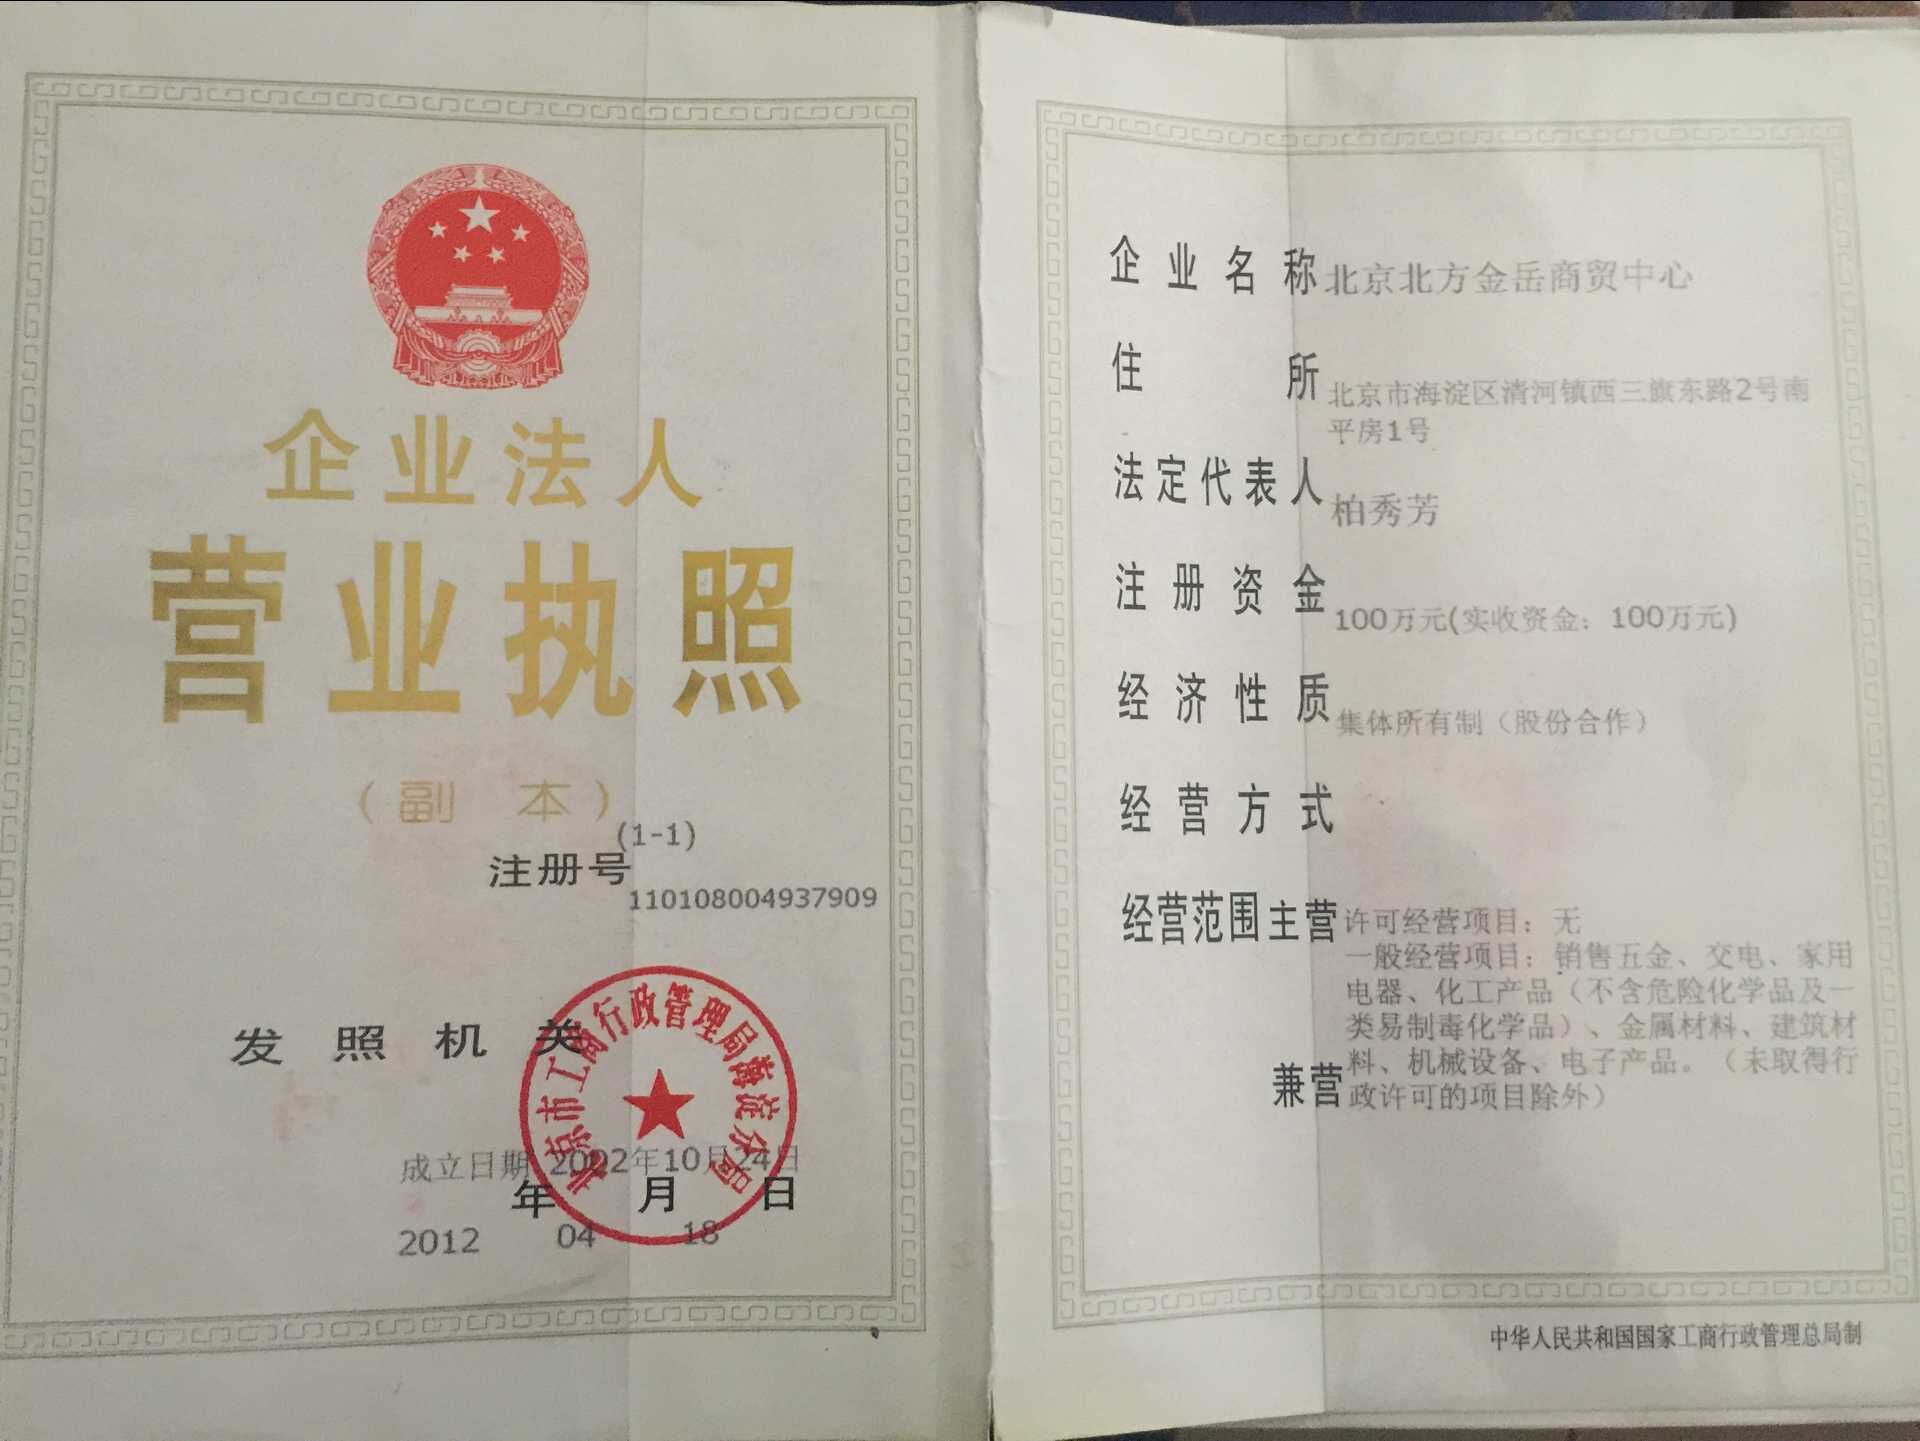 企业法人
营业执照
（副 本）
(1-1)
注册号
110108004937909
发照机关
北京市工商行政管理局海淀分局
成立日期 2002年10月24日
年 月 日
2012 04 18
企业名称 北京北方金岳商贸中心
住所 北京市海淀区清河镇西三旗东路2号南
平房1号
法定代表人 柏秀芳
注册资金 100万元(实收资金：100万元)
经济性质 集体所有制（股份合作）
经营方式
经营范围主营 许可经营项目：无
一般经营项目：销售五金、交电、家用
电器、化工产品（不含危险化学品及一
类易制毒化学品）、金属材料、建筑材
料、机械设备、电子产品。（未取得行
兼营 政许可的项目除外）
中华人民共和国国家工商行政管理总局制